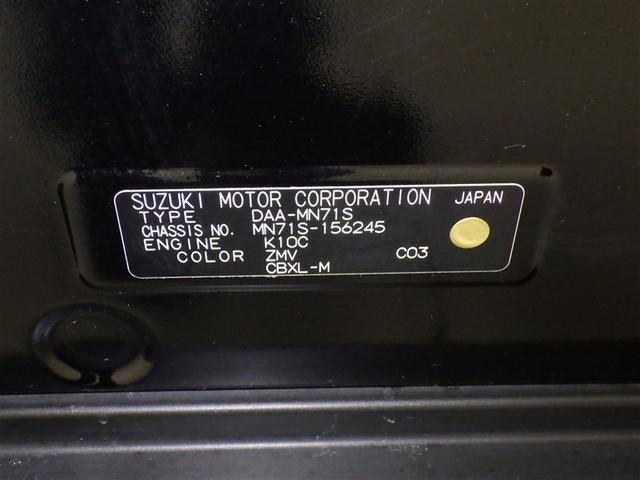 SUZUKI MOTOR CORPORATION JAPAN
TYPE DAA-MN71S
CHASSIS NO. MN71S-156245
ENGINE K10C
COLOR ZMV C03
CBXL-M